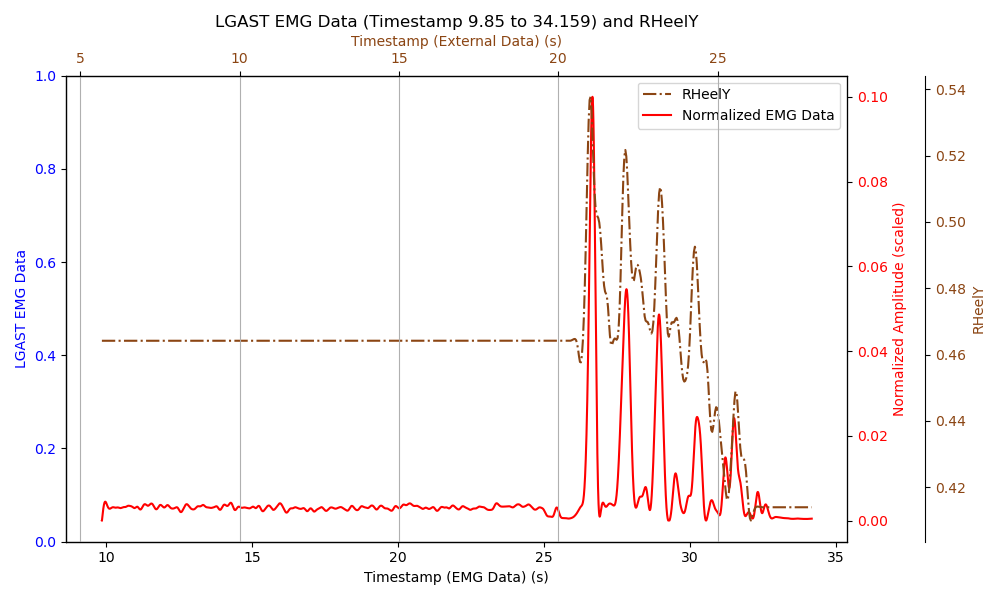 LGAST EMG Data (Timestamp 9.85 to 34.159) and RHeelY
Timestamp (External Data) (s)
5 10 15 20 25
RHeelY
Normalized EMG Data
1.0
0.8
0.6
0.4
0.2
0.0
LGAST EMG Data
0.10
0.08
0.06
0.04
0.02
0.00
Normalized Amplitude (scaled)
0.54
0.52
0.50
0.48
0.46
0.44
0.42
RHeelY
10 15 20 25 30 35
Timestamp (EMG Data) (s)